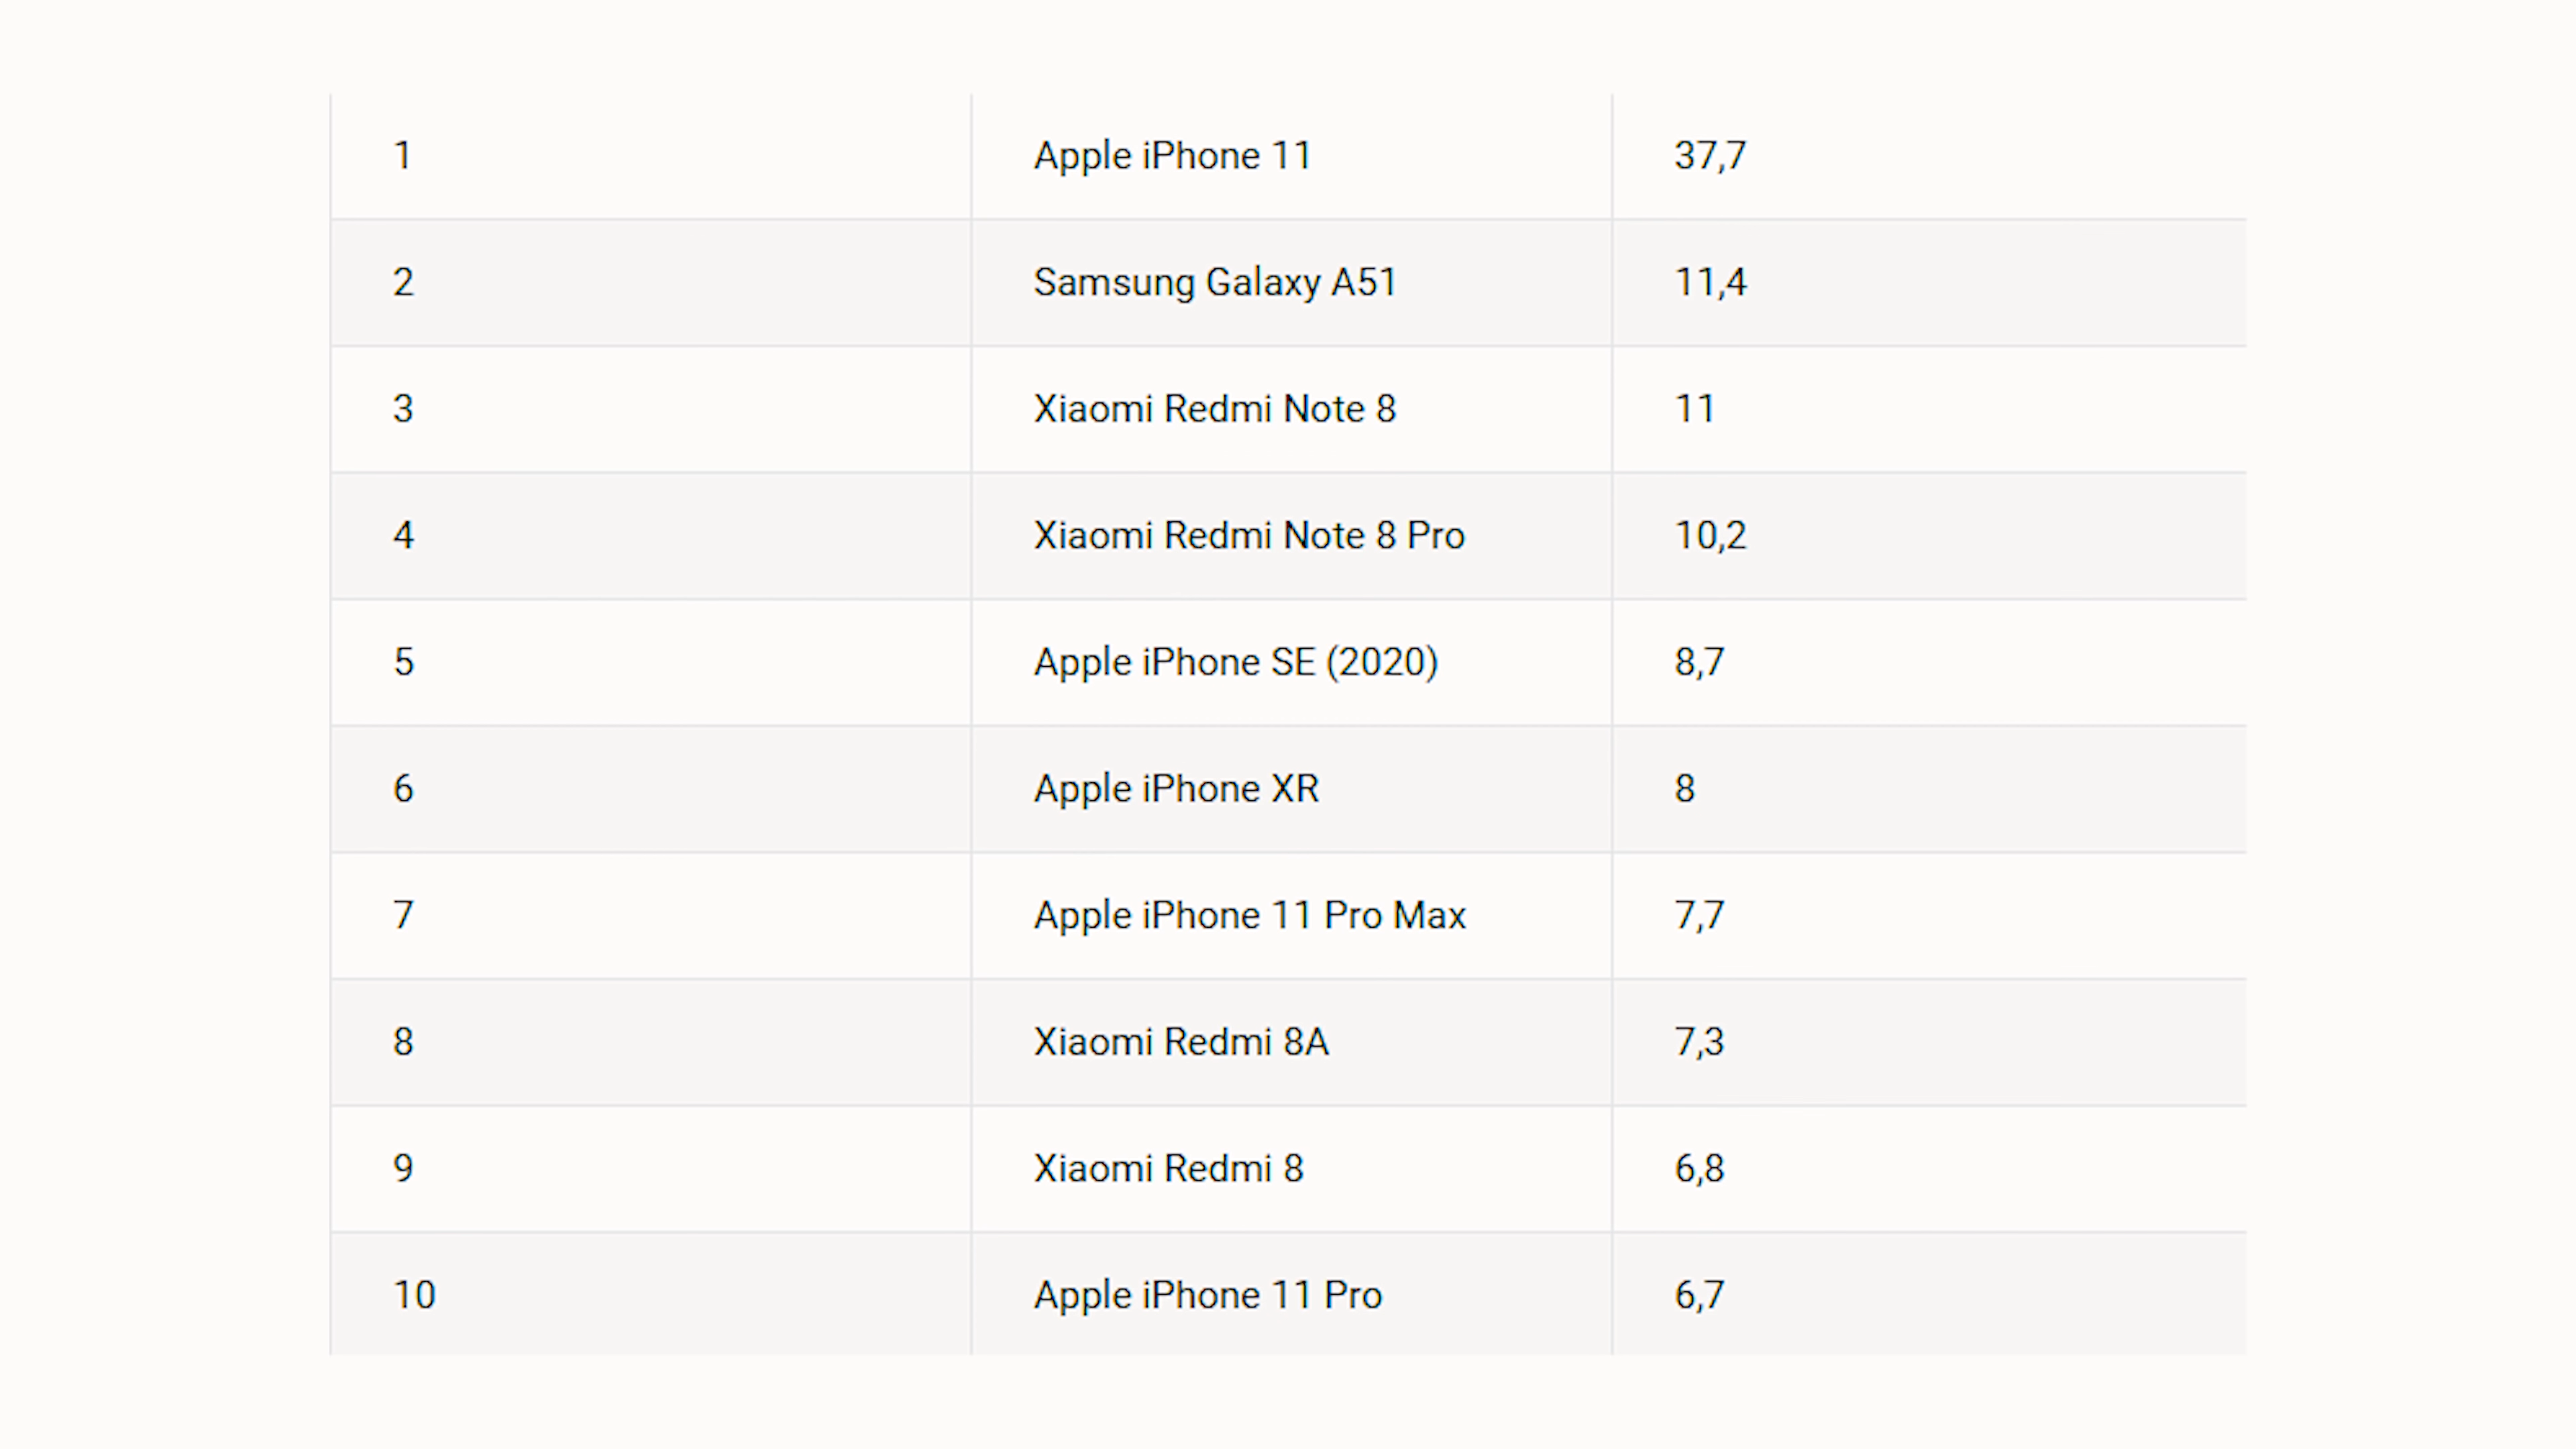 1 Apple iPhone 11 37,7
2 Samsung Galaxy A51 11,4
3 Xiaomi Redmi Note 8 11
4 Xiaomi Redmi Note 8 Pro 10,2
5 Apple iPhone SE (2020) 8,7
6 Apple iPhone XR 8
7 Apple iPhone 11 Pro Max 7,7
8 Xiaomi Redmi 8A 7,3
9 Xiaomi Redmi 8 6,8
10 Apple iPhone 11 Pro 6,7